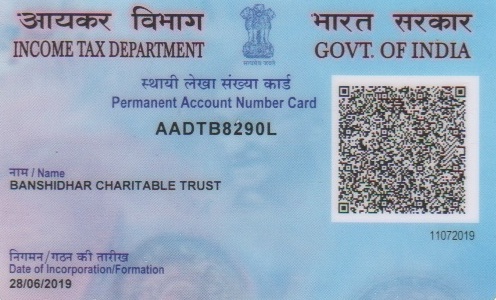 आयकर विभाग
INCOME TAX DEPARTMENT
भारत सरकार
GOVT. OF INDIA
स्थायी लेखा संख्या कार्ड
Permanent Account Number Card
AADTB8290L
नाम / Name
BANSHIDHAR CHARITABLE TRUST
11072019
निगमन/गठन की तारीख
Date of Incorporation/Formation
28/06/2019